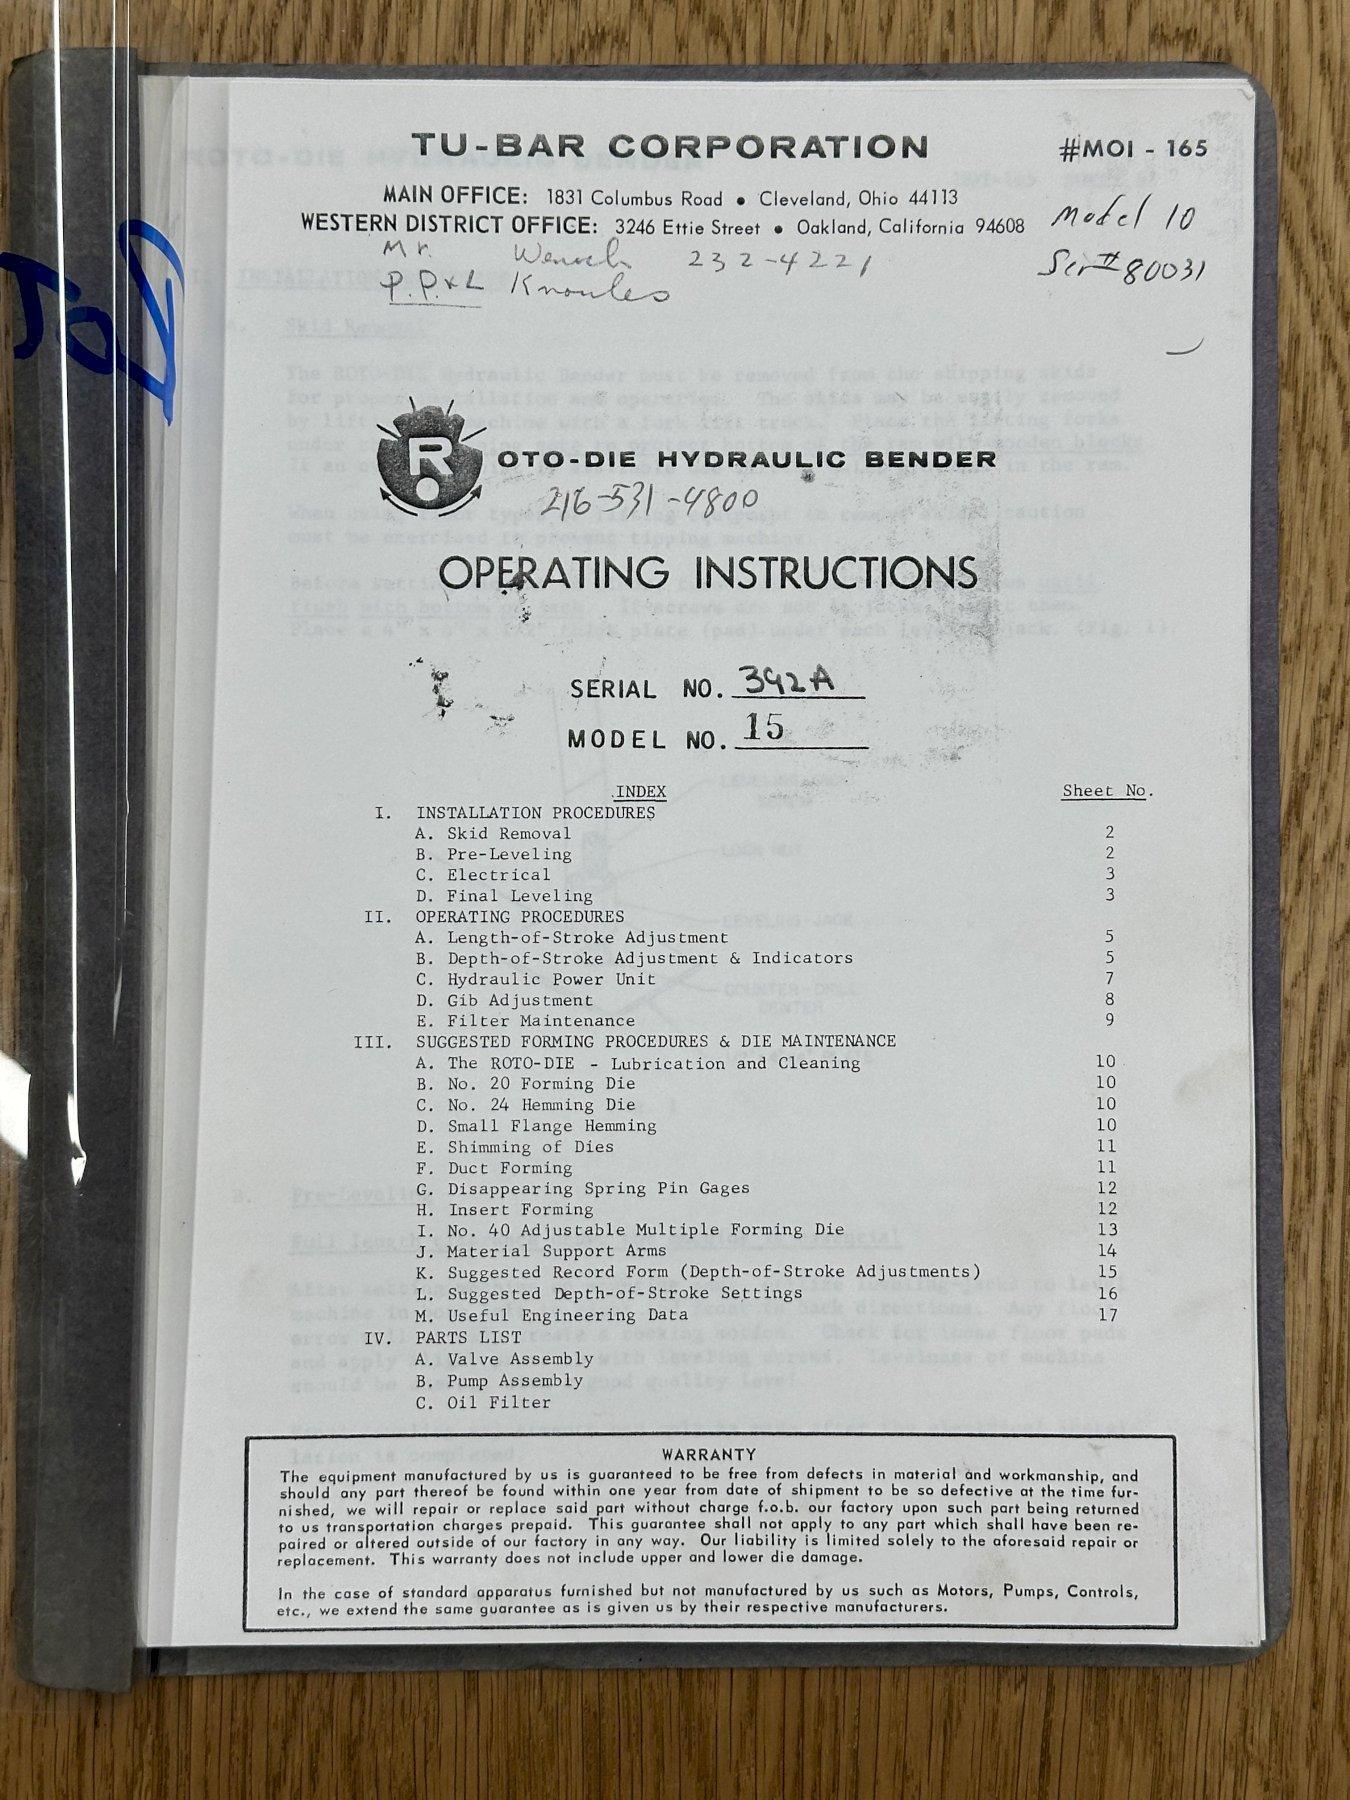 TU-BAR CORPORATION
#MOI - 165
MAIN OFFICE: 1831 Columbus Road • Cleveland, Ohio 44113
WESTERN DISTRICT OFFICE: 3246 Ettie Street • Oakland, California 94608
Model 10
Mr. 232-4221
Ser# 80031
P.P.&L Knowles
ROTO-DIE HYDRAULIC BENDER
216-531-4800
OPERATING INSTRUCTIONS
SERIAL NO. 392A
MODEL NO. 15
INDEX Sheet No.
I. INSTALLATION PROCEDURES
A. Skid Removal 2
B. Pre-Leveling 2
C. Electrical 3
D. Final Leveling 3
II. OPERATING PROCEDURES
A. Length-of-Stroke Adjustment 5
B. Depth-of-Stroke Adjustment & Indicators 5
C. Hydraulic Power Unit 7
D. Gib Adjustment 8
E. Filter Maintenance 9
III. SUGGESTED FORMING PROCEDURES & DIE MAINTENANCE
A. The ROTO-DIE - Lubrication and Cleaning 10
B. No. 20 Forming Die 10
C. No. 24 Hemming Die 10
D. Small Flange Hemming 10
E. Shimming of Dies 11
F. Duct Forming 11
G. Disappearing Spring Pin Gages 12
H. Insert Forming 12
I. No. 40 Adjustable Multiple Forming Die 13
J. Material Support Arms 14
K. Suggested Record Form (Depth-of-Stroke Adjustments) 15
L. Suggested Depth-of-Stroke Settings 16
M. Useful Engineering Data 17
IV. PARTS LIST
A. Valve Assembly
B. Pump Assembly
C. Oil Filter
WARRANTY
The equipment manufactured by us is guaranteed to be free from defects in material and workmanship, and
should any part thereof be found within one year from date of shipment to be so defective at the time fur-
nished, we will repair or replace said part without charge f.o.b. our factory upon such part being returned
to us transportation charges prepaid. This guarantee shall not apply to any part which shall have been re-
paired or altered outside of our factory in any way. Our liability is limited solely to the aforesaid repair or
replacement. This warranty does not include upper and lower die damage.
In the case of standard apparatus furnished but not manufactured by us such as Motors, Pumps, Controls,
etc., we extend the same guarantee as is given us by their respective manufacturers.